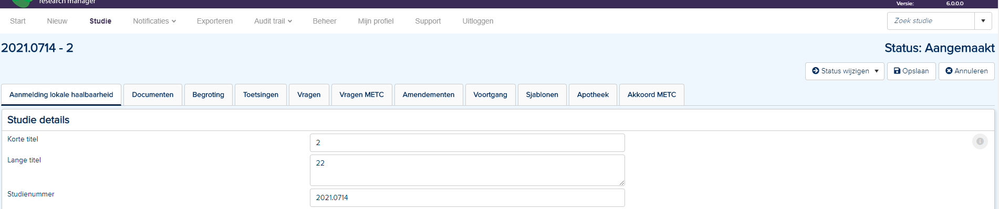 research manager
Versie: 6.0.0.0
Start Nieuw Studie Notificaties Exporteren Audit trail Beheer Mijn profiel Support Uitloggen Zoek studie
2021.0714 - 2 Status: Aangemaakt
Status wijzigen Opslaan Annuleren
Aanmelding lokale haalbaarheid Documenten Begroting Toetsingen Vragen Vragen METC Amendementen Voortgang Sjablonen Apotheek Akkoord METC
Studie details
Korte titel 2
Lange titel 22
Studienummer 2021.0714